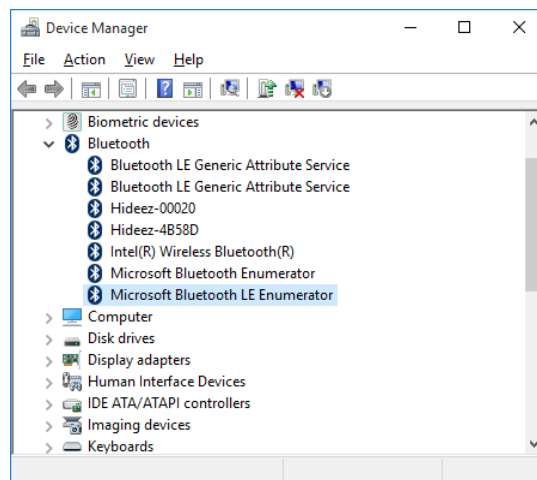 Device Manager
File Action View Help
Biometric devices
Bluetooth
Bluetooth LE Generic Attribute Service
Bluetooth LE Generic Attribute Service
Hideez-00020
Hideez-4B58D
Intel(R) Wireless Bluetooth(R)
Microsoft Bluetooth Enumerator
Microsoft Bluetooth LE Enumerator
Computer
Disk drives
Display adapters
Human Interface Devices
IDE ATA/ATAPI controllers
Imaging devices
Keyboards